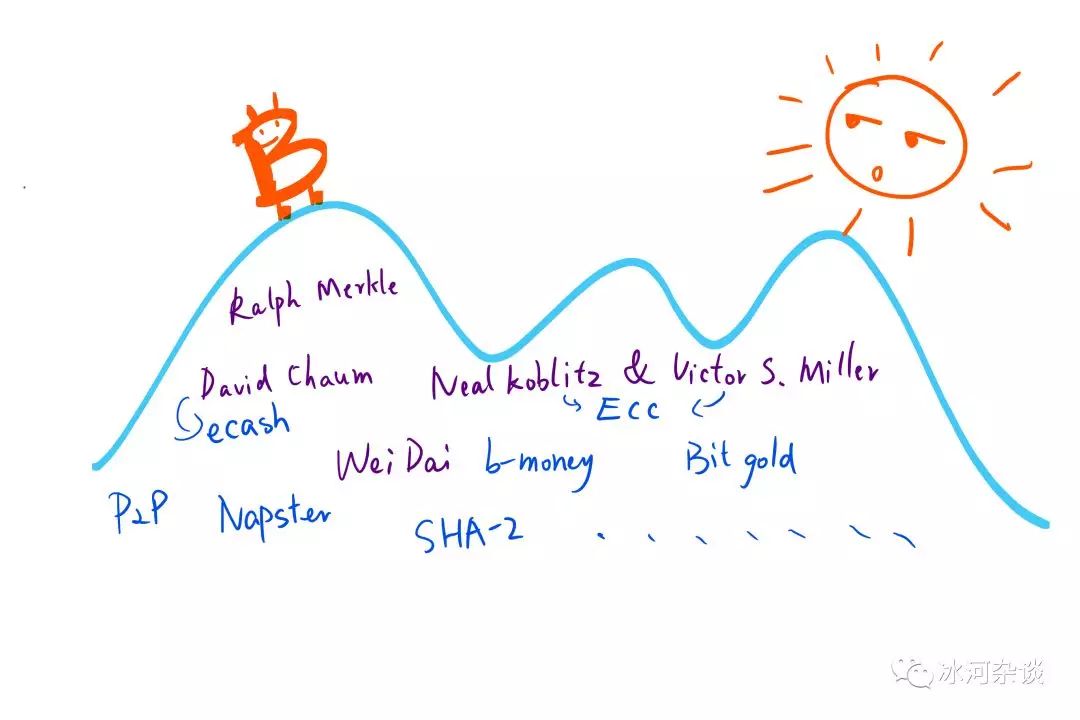 B
Ralph Merkle
David Chaum Neal Koblitz & Victor S. Miller
ecash ECC
Wei Dai b-money Bit gold
P2P Napster SHA-2 . . . . . . .
冰河杂谈